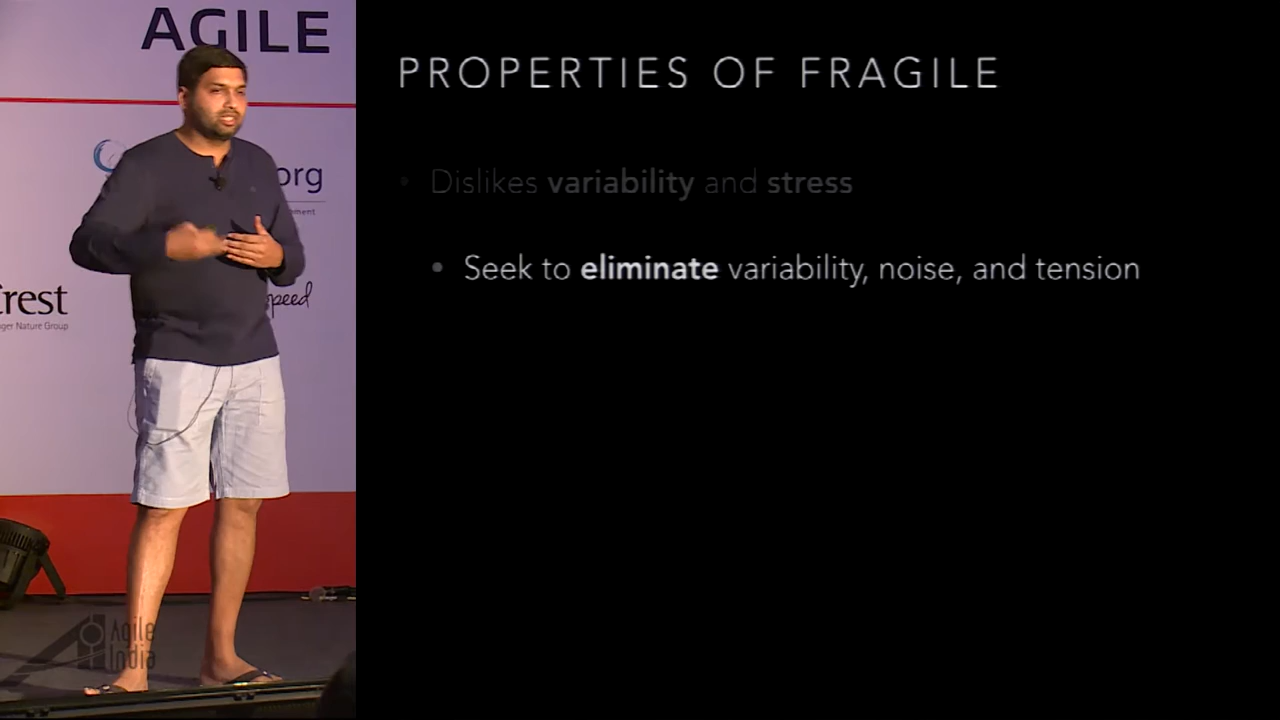 AGILE
org
ment
rest
ger Nature Group
peed
Agile
India
PROPERTIES OF FRAGILE
• Dislikes variability and stress
• Seek to eliminate variability, noise, and tension